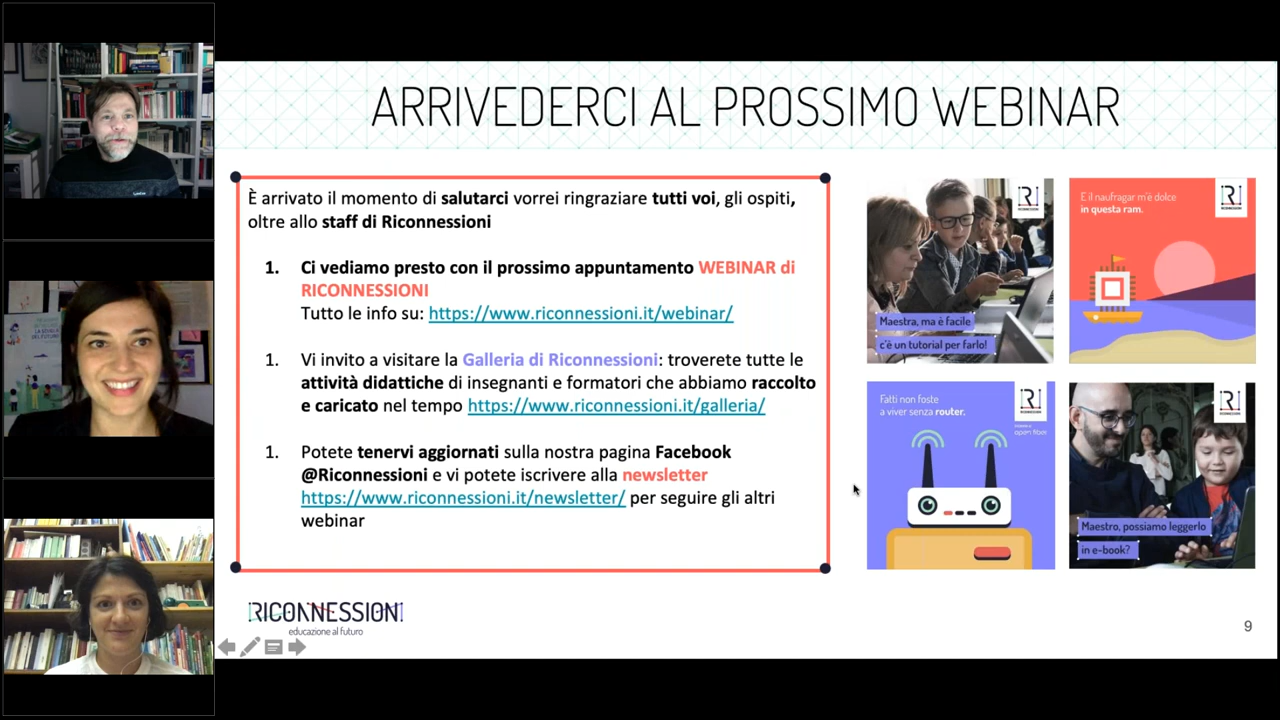 ARRIVEDERCI AL PROSSIMO WEBINAR
È arrivato il momento di salutarci vorrei ringraziare tutti voi, gli ospiti,
oltre allo staff di Riconnessioni
1. Ci vediamo presto con il prossimo appuntamento WEBINAR di
RICONNESSIONI
Tutto le info su: https://www.riconnessioni.it/webinar/
1. Vi invito a visitare la Galleria di Riconnessioni: troverete tutte le
attività didattiche di insegnanti e formatori che abbiamo raccolto
e caricato nel tempo https://www.riconnessioni.it/galleria/
1. Potete tenervi aggiornati sulla nostra pagina Facebook
@Riconnessioni e vi potete iscrivere alla newsletter
https://www.riconnessioni.it/newsletter/ per seguire gli altri
webinar
Maestra, ma è facile
c'è un tutorial per farlo!
E il naufragar m'è dolce
in questa ram.
Fatti non foste
a viver senza router.
open fiber
Maestro, possiamo leggerlo
in e-book?
RICONNESSIONI
educazione al futuro
9